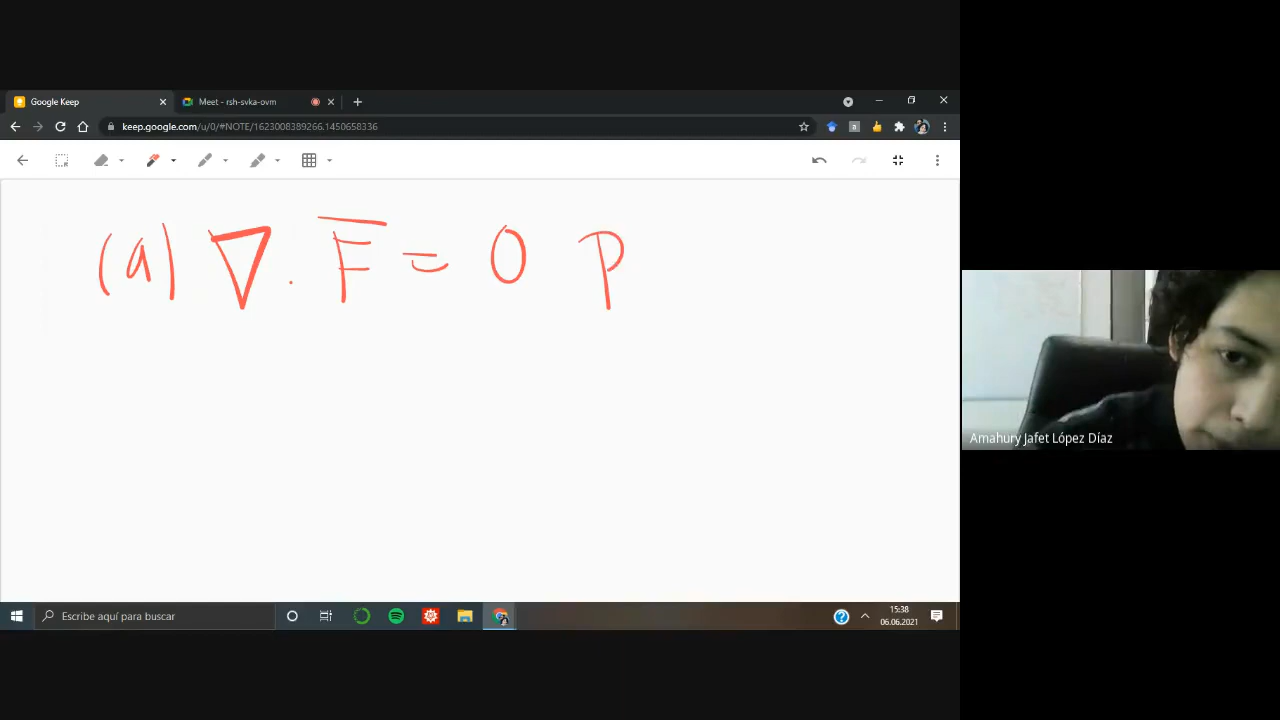 Google Keep
Meet - rsh-svka-ovm
keep.google.com/u/0/#NOTE/1623008389266.1450658336
(a) ∇ · F̅ = 0 p
Amahury Jafet López Díaz
Escribe aquí para buscar
15:38
06.06.2021